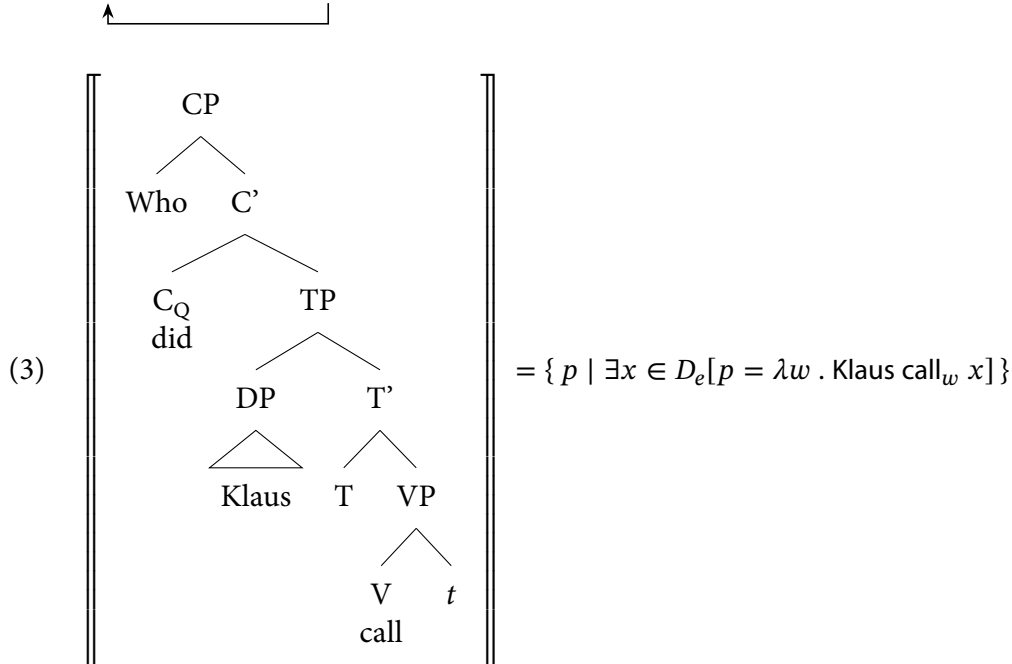 CP
Who C’
C_Q TP
did
(3) = { p | ∃x ∈ D_e[p = λw . Klaus call_w x] }
DP T’
Klaus T VP
V t
call